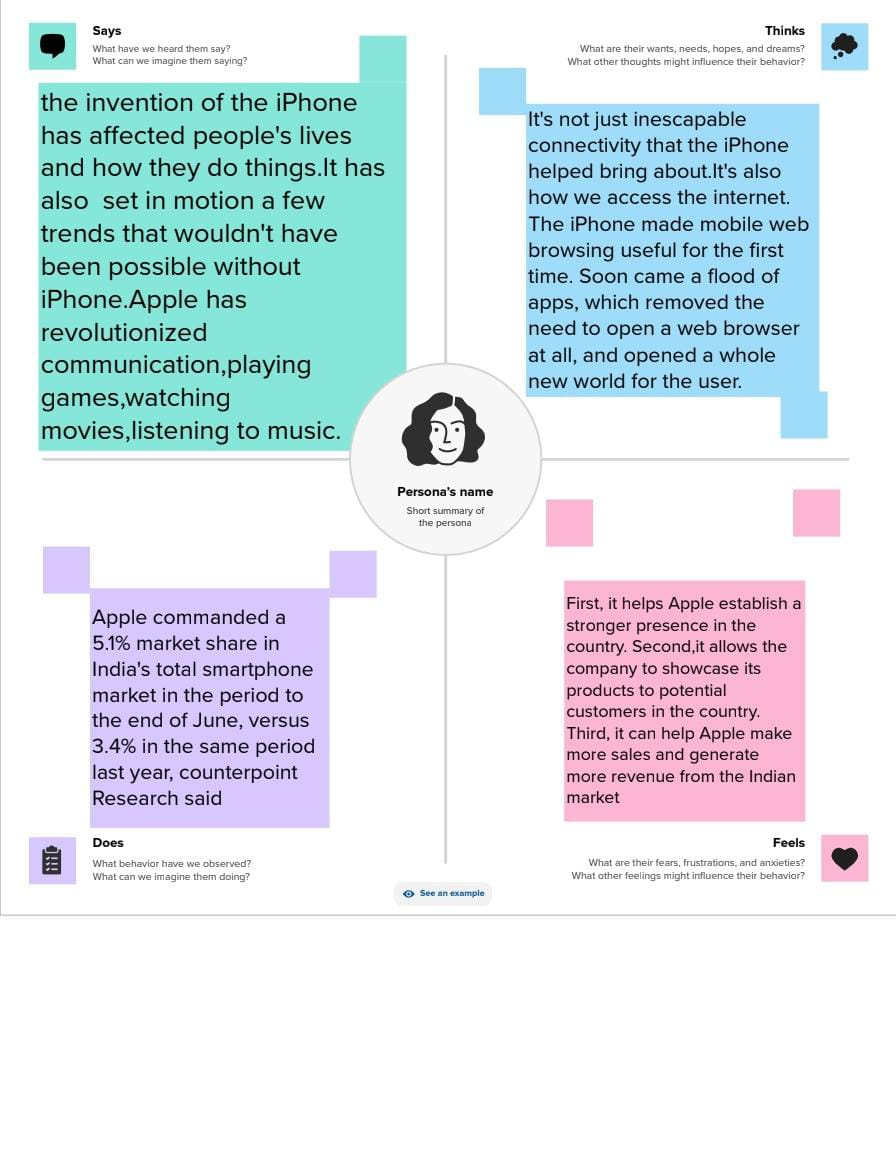 Says
What have we heard them say?
What can we imagine them saying?
the invention of the iPhone
has affected people's lives
and how they do things.It has
also  set in motion a few
trends that wouldn't have
been possible without
iPhone.Apple has
revolutionized
communication,playing
games,watching
movies,listening to music.
Thinks
What are their wants, needs, hopes, and dreams?
What other thoughts might influence their behavior?
It's not just inescapable
connectivity that the iPhone
helped bring about.It's also
how we access the internet.
The iPhone made mobile web
browsing useful for the first
time. Soon came a flood of
apps, which removed the
need to open a web browser
at all, and opened a whole
new world for the user.
Persona's name
Short summary of
the persona
Apple commanded a
5.1% market share in
India's total smartphone
market in the period to
the end of June, versus
3.4% in the same period
last year, counterpoint
Research said
Does
What behavior have we observed?
What can we imagine them doing?
First, it helps Apple establish a
stronger presence in the
country. Second,it allows the
company to showcase its
products to potential
customers in the country.
Third, it can help Apple make
more sales and generate
more revenue from the Indian
market
Feels
What are their fears, frustrations, and anxieties?
What other feelings might influence their behavior?
See an example